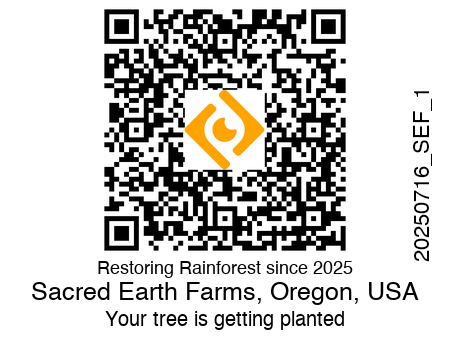 Restoring Rainforest since 2025
Sacred Earth Farms, Oregon, USA
Your tree is getting planted
20250716_SEF_1